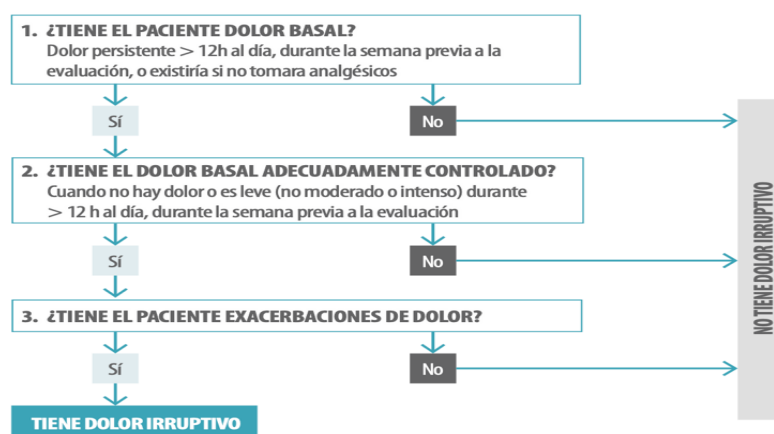 1. ¿TIENE EL PACIENTE DOLOR BASAL?
Dolor persistente > 12h al día, durante la semana previa a la
evaluación, o existiría si no tomara analgésicos
Sí
No
2. ¿TIENE EL DOLOR BASAL ADECUADAMENTE CONTROLADO?
Cuando no hay dolor o es leve (no moderado o intenso) durante
> 12 h al día, durante la semana previa a la evaluación
Sí
No
3. ¿TIENE EL PACIENTE EXACERBACIONES DE DOLOR?
Sí
No
TIENE DOLOR IRRUPTIVO
NO TIENE DOLOR IRRUPTIVO